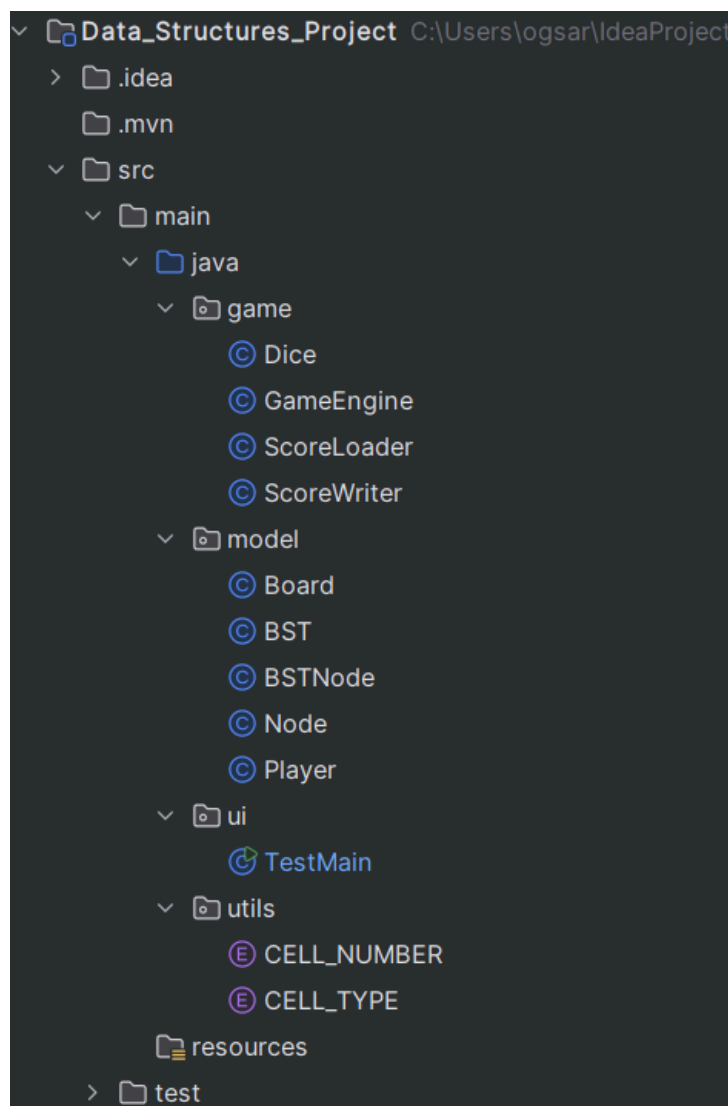 Data_Structures_Project C:\Users\ogsar\IdeaProject
.idea
.mvn
src
main
java
game
Dice
GameEngine
ScoreLoader
ScoreWriter
model
Board
BST
BSTNode
Node
Player
ui
TestMain
utils
CELL_NUMBER
CELL_TYPE
resources
test